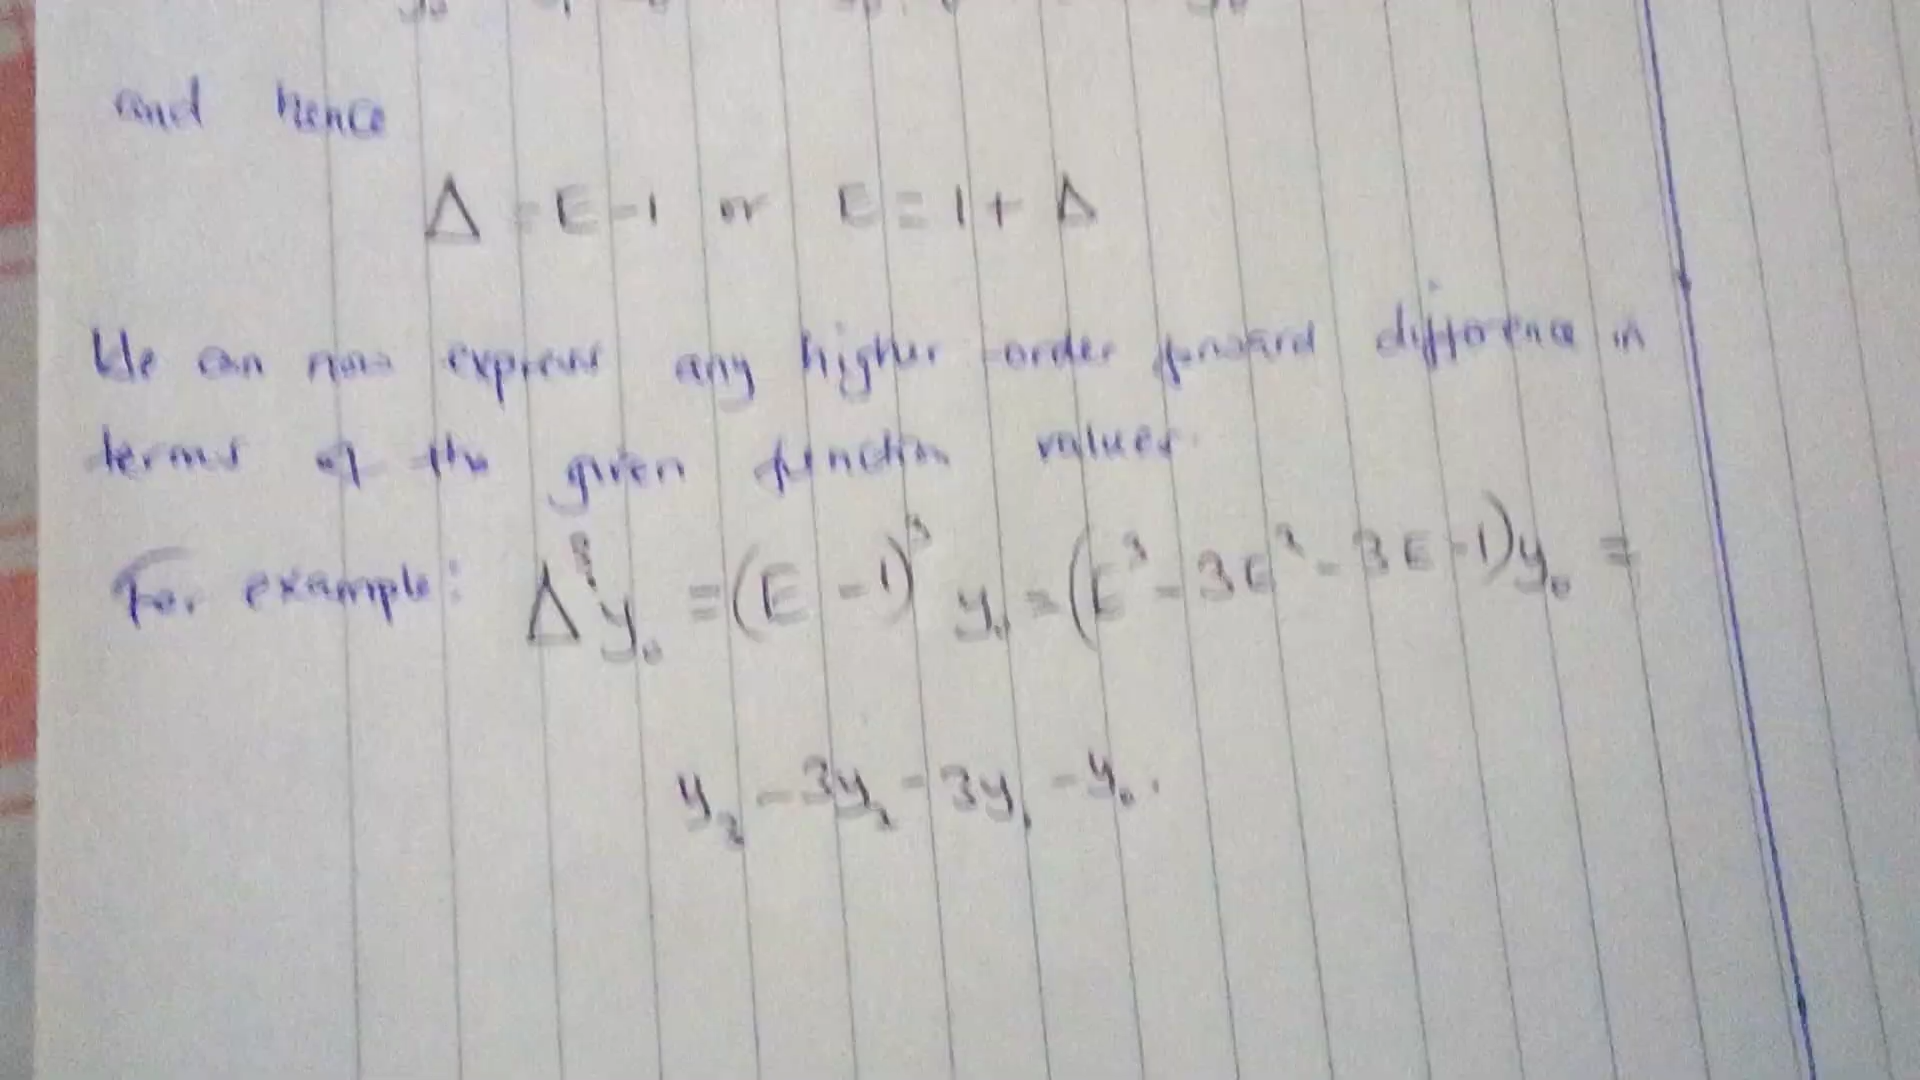 and hence
Δ = E - 1 or E = 1 + Δ
We can now express any higher-order forward difference in
terms of the given function values.
For example: Δ³y₀ = (E - 1)³ y₀ = (E³ - 3E² - 3E - 1)y₀ =
y₃ - 3y₂ - 3y₁ - y₀.